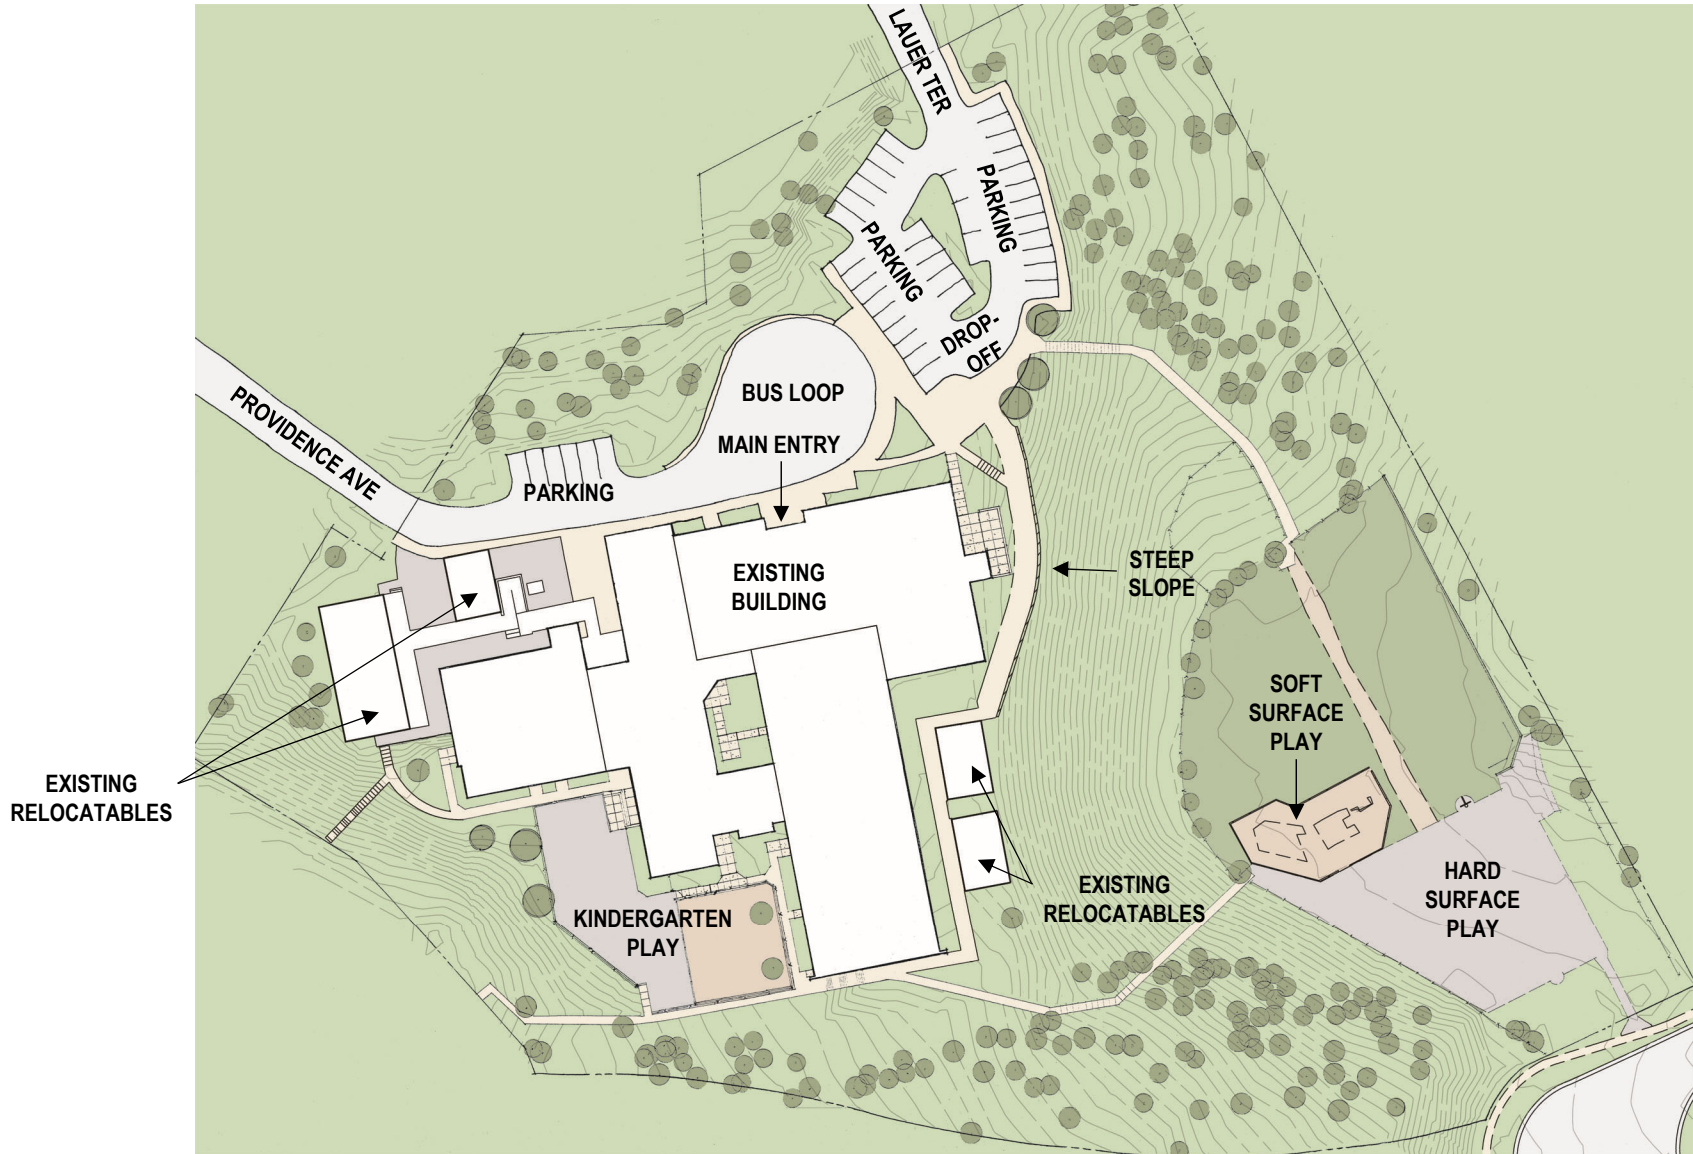 LAUER TER
PARKING
PARKING
DROP-
OFF
BUS LOOP
PROVIDENCE AVE
MAIN ENTRY
PARKING
EXISTING
BUILDING
STEEP
SLOPE
SOFT
SURFACE
PLAY
EXISTING
RELOCATABLES
EXISTING
RELOCATABLES
HARD
SURFACE
PLAY
KINDERGARTEN
PLAY